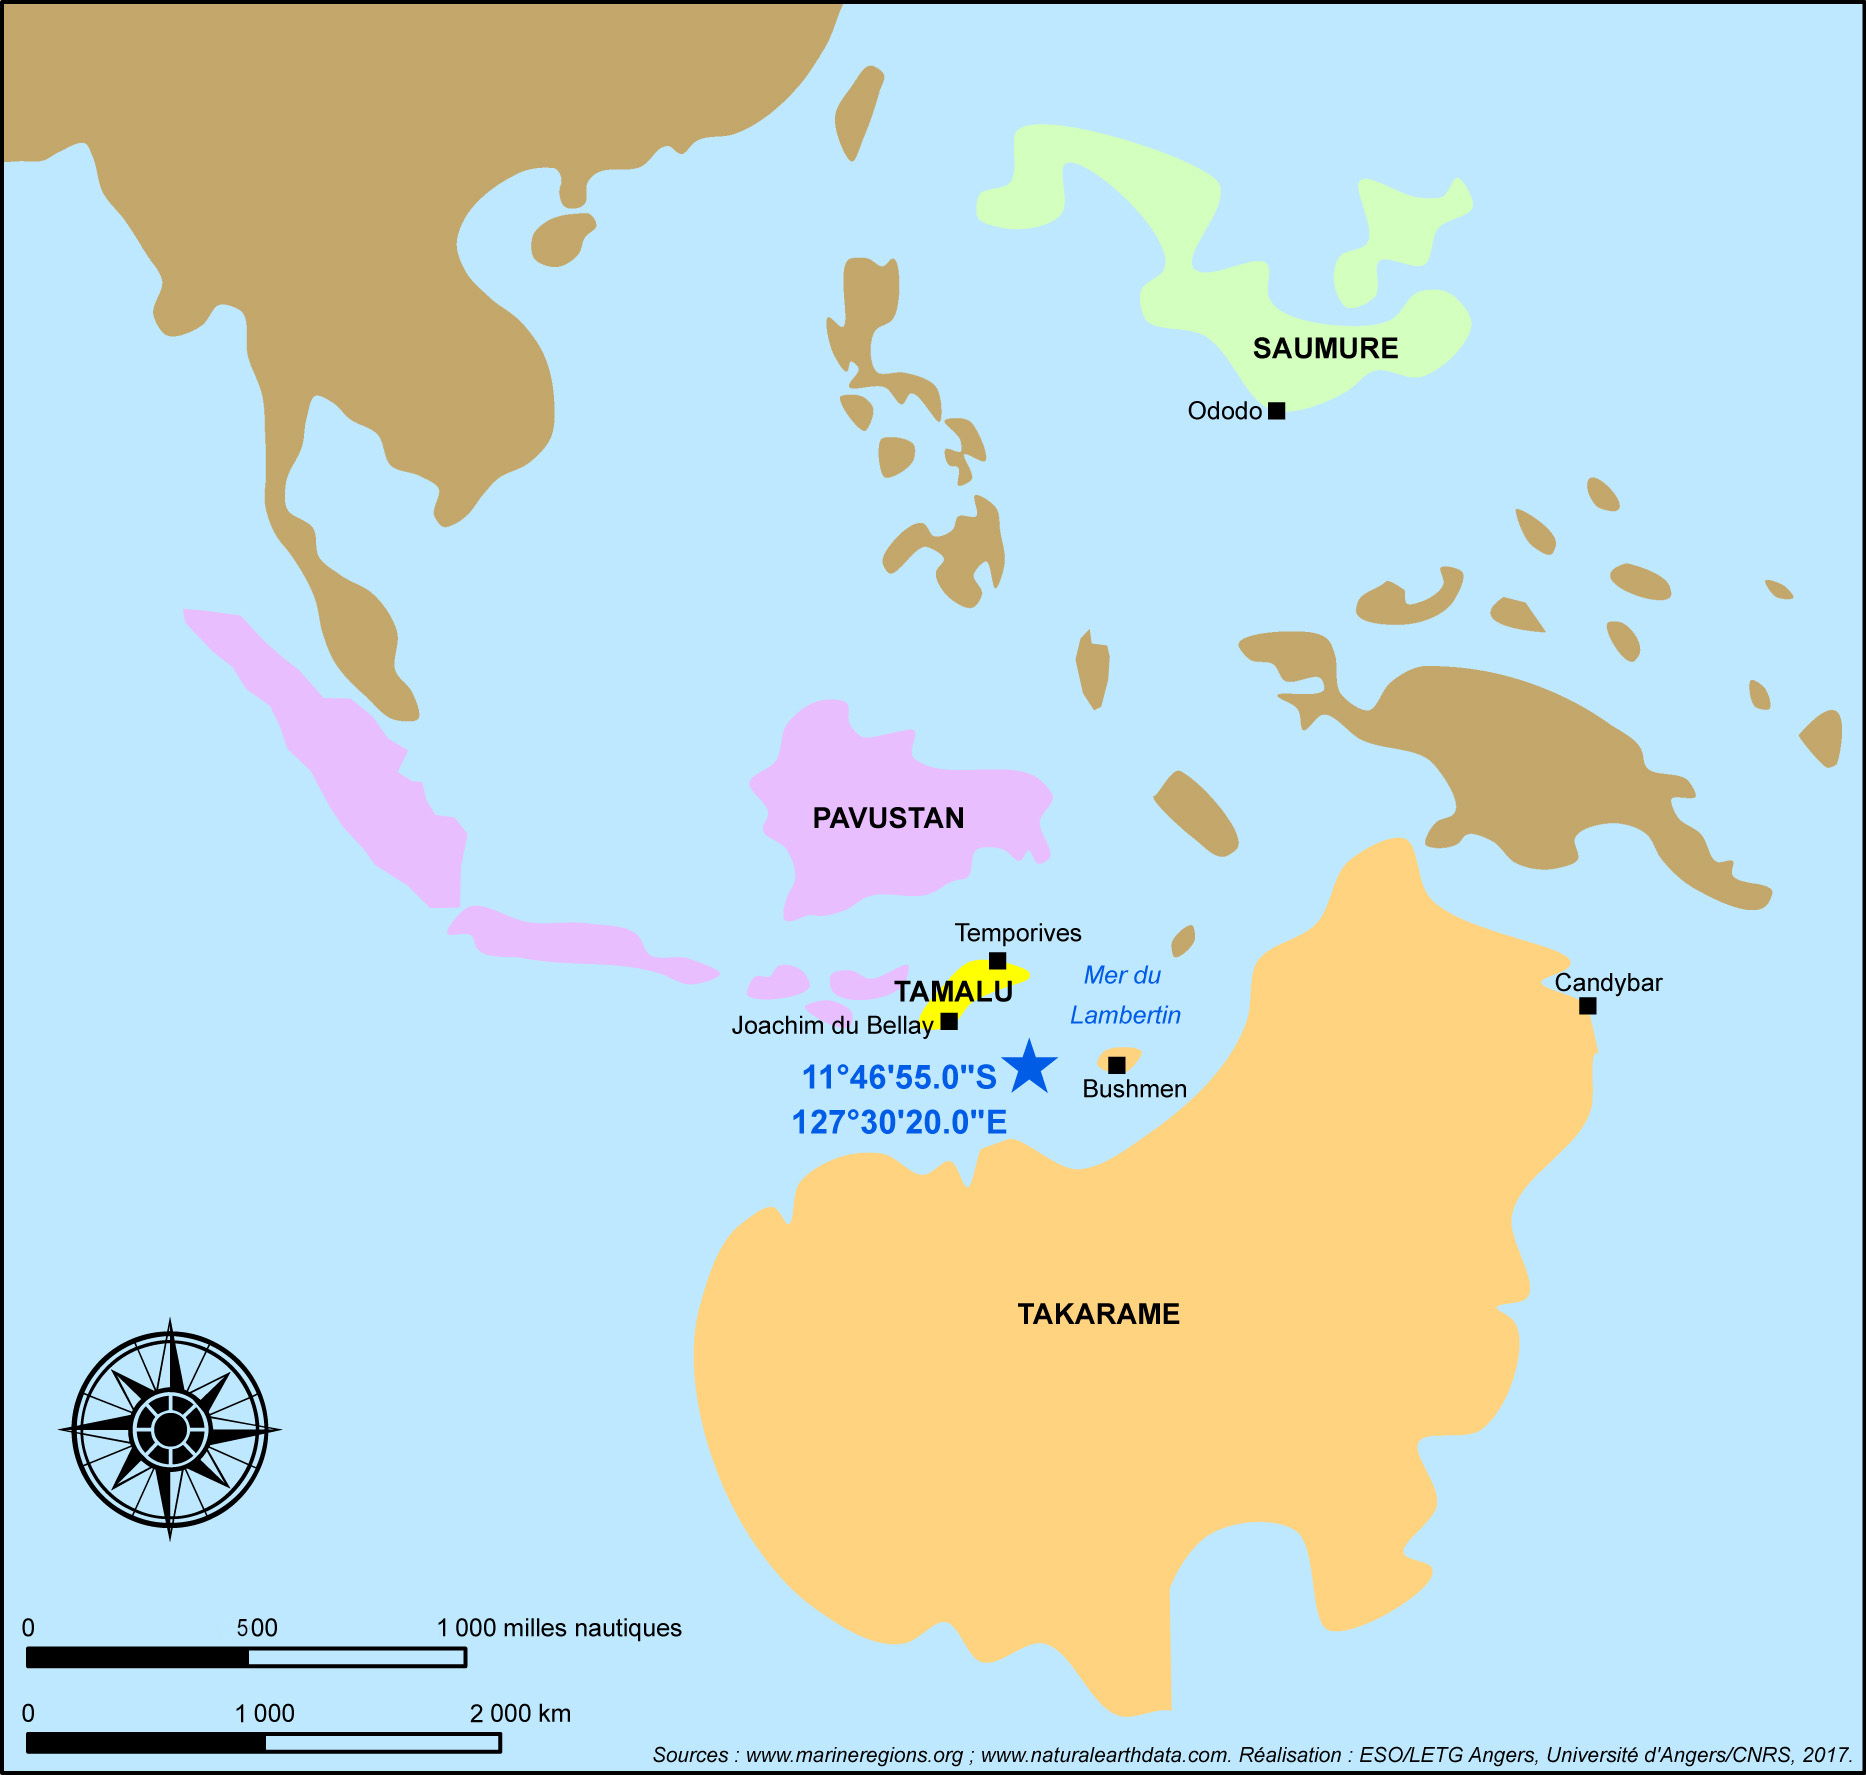 SAUMURE
Ododo
PAVUSTAN
Temporives
Mer du
Lambertin
TAMALU
Candybar
Joachim du Bellay
11°46'55.0"S
127°30'20.0"E
Bushmen
TAKARAME
0 500 1 000 milles nautiques
0 1 000 2 000 km
Sources : www.marineregions.org ; www.naturalearthdata.com. Réalisation : ESO/LETG Angers, Université d'Angers/CNRS, 2017.